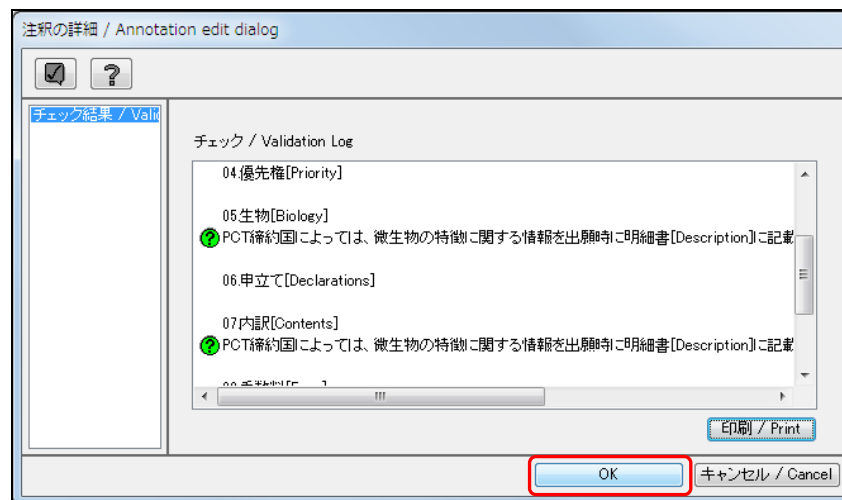 注釈の詳細 / Annotation edit dialog
チェック結果 / Valid
チェック / Validation Log
04.優先権[Priority]
05.生物[Biology]
PCT締約国によっては、微生物の特徴に関する情報を出願時に明細書[Description]に記載
06.申立て[Declarations]
07.内訳[Contents]
PCT締約国によっては、微生物の特徴に関する情報を出願時に明細書[Description]に記載
印刷 / Print
OK
キャンセル / Cancel